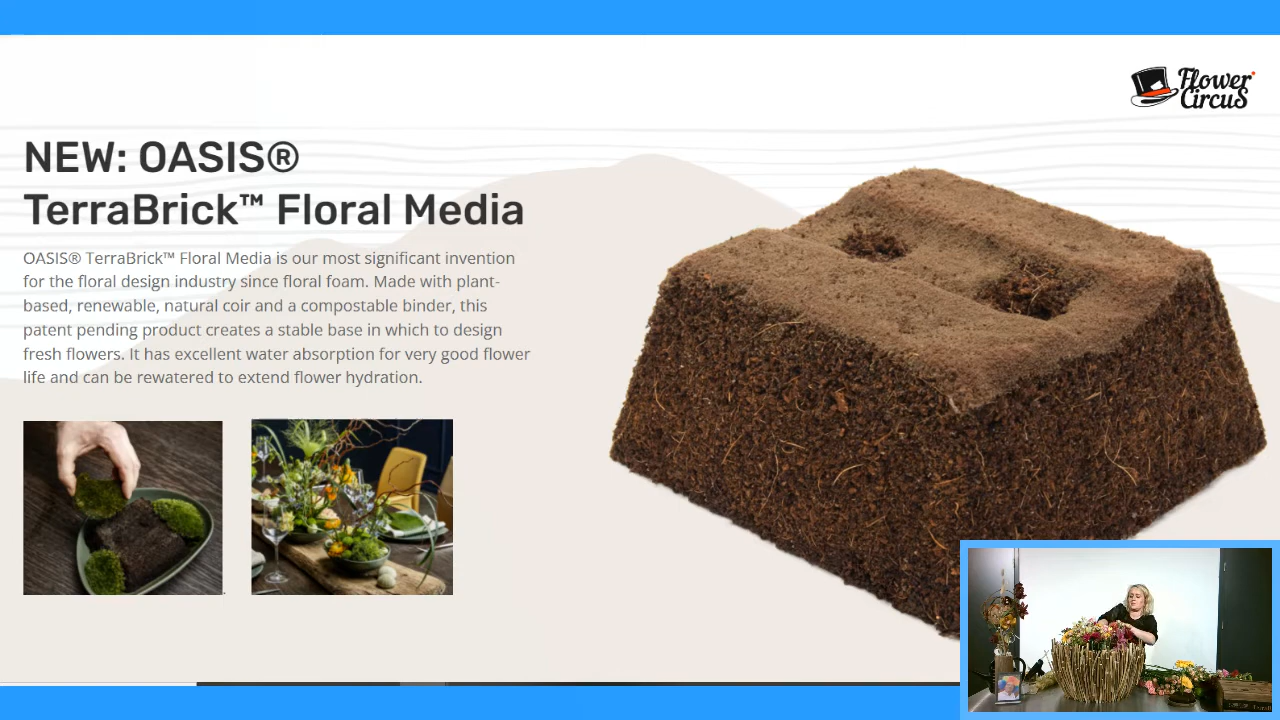 Flower
Circus
NEW: OASIS®
TerraBrick™ Floral Media
OASIS® TerraBrick™ Floral Media is our most significant invention
for the floral design industry since floral foam. Made with plant-
based, renewable, natural coir and a compostable binder, this
patent pending product creates a stable base in which to design
fresh flowers. It has excellent water absorption for very good flower
life and can be rewatered to extend flower hydration.